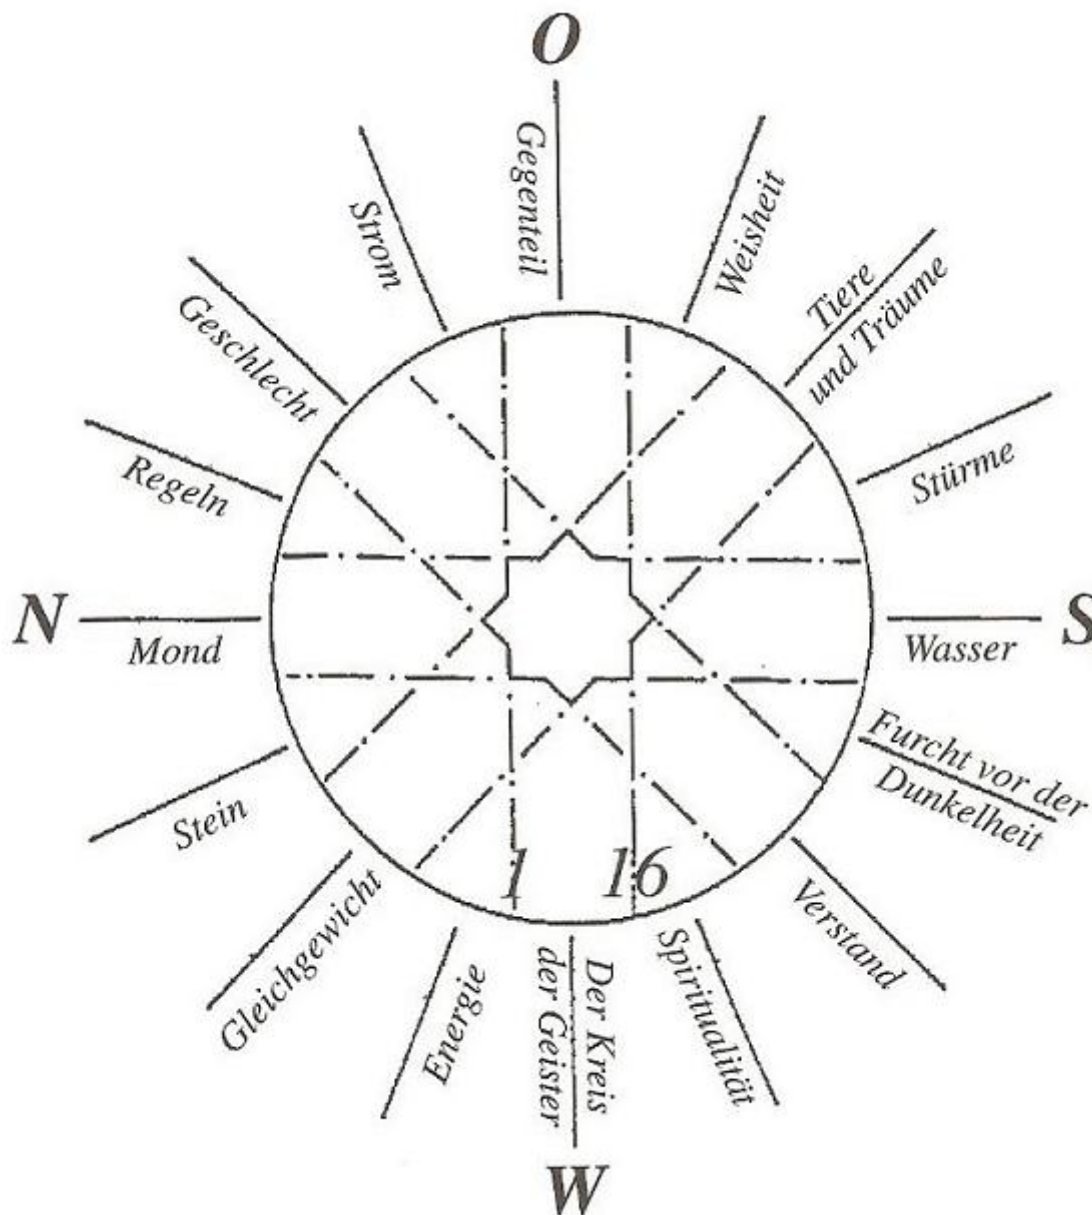 O
Gegenteil
Weisheit
Tiere
und Träume
Stürme
S
Wasser
Furcht vor der
Dunkelheit
Verstand
Spiritualität
Der Kreis
der Geister
W
Energie
Gleichgewicht
Stein
N
Mond
Regeln
Geschlecht
Strom
1 16